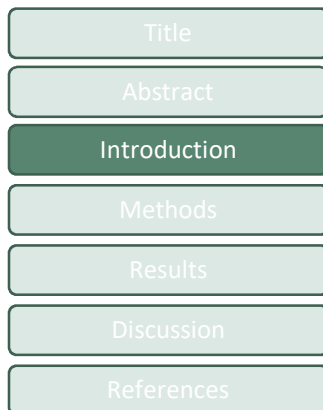 Title
Abstract
Introduction
Methods
Results
Discussion
References